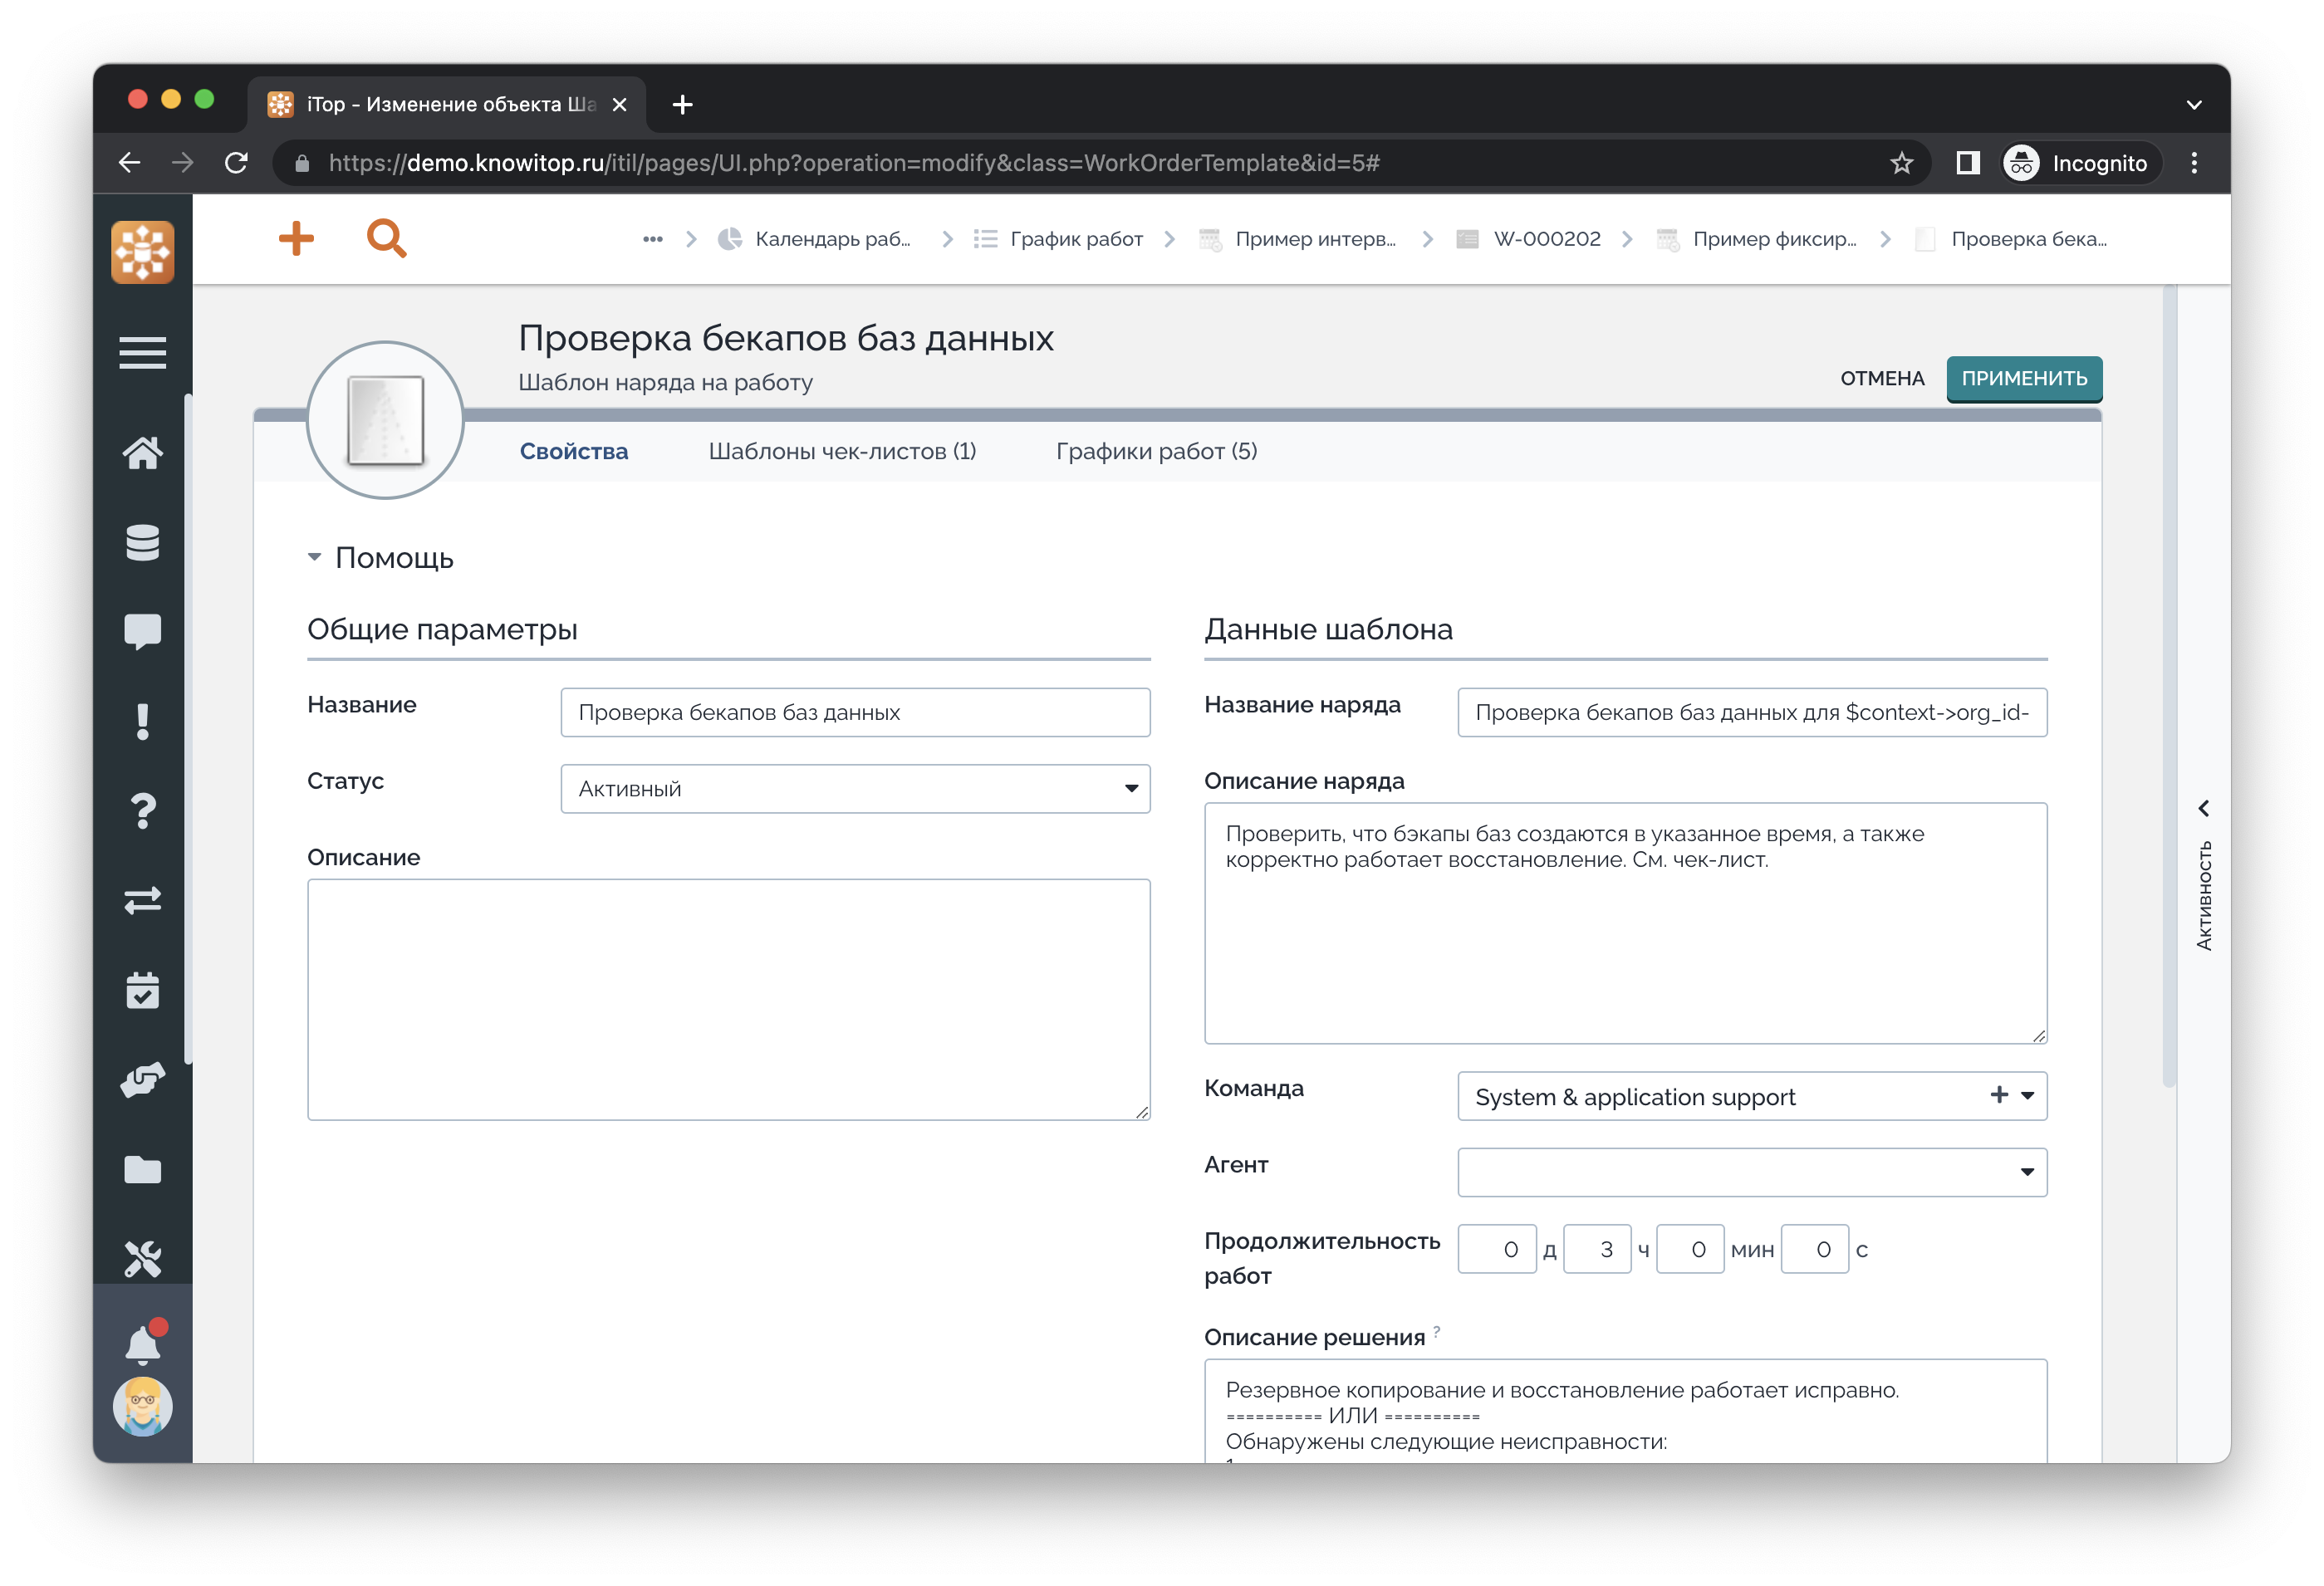 iTop - Изменение объекта Ша
https://demo.knowitop.ru/itil/pages/UI.php?operation=modify&class=WorkOrderTemplate&id=5#
Incognito
••• Календарь раб... График работ Пример интерв... W-000202 Пример фиксир... Проверка бека...
Проверка бекапов баз данных
Шаблон наряда на работу
ОТМЕНА
ПРИМЕНИТЬ
Свойства
Шаблоны чек-листов (1)
Графики работ (5)
Помощь
Общие параметры
Название
Проверка бекапов баз данных
Статус
Активный
Описание
Данные шаблона
Название наряда
Проверка бекапов баз данных для $context->org_id-
Описание наряда
Проверить, что бэкапы баз создаются в указанное время, а также
корректно работает восстановление. См. чек-лист.
Команда
System & application support
Агент
Продолжительность
работ
0 д 3 ч 0 мин 0 с
Описание решения ?
Резервное копирование и восстановление работает исправно.
========== ИЛИ ==========
Обнаружены следующие неисправности:
Активность